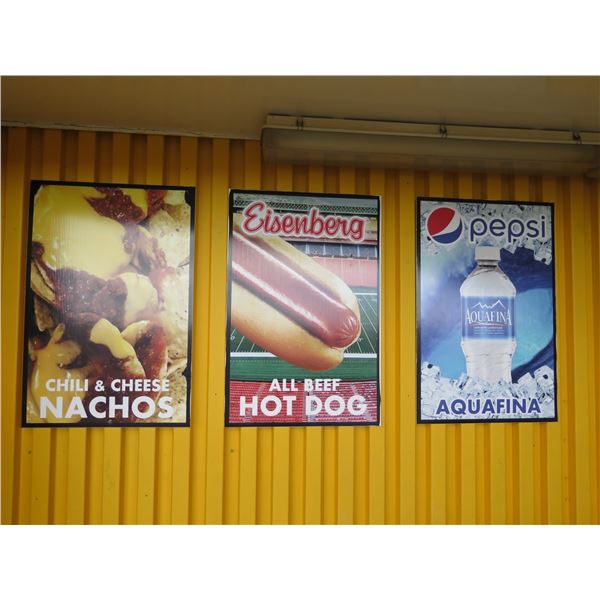 CHILI & CHEESE
NACHOS
Eisenberg
ALL BEEF
HOT DOG
pepsi
AQUAFINA
AQUAFINA